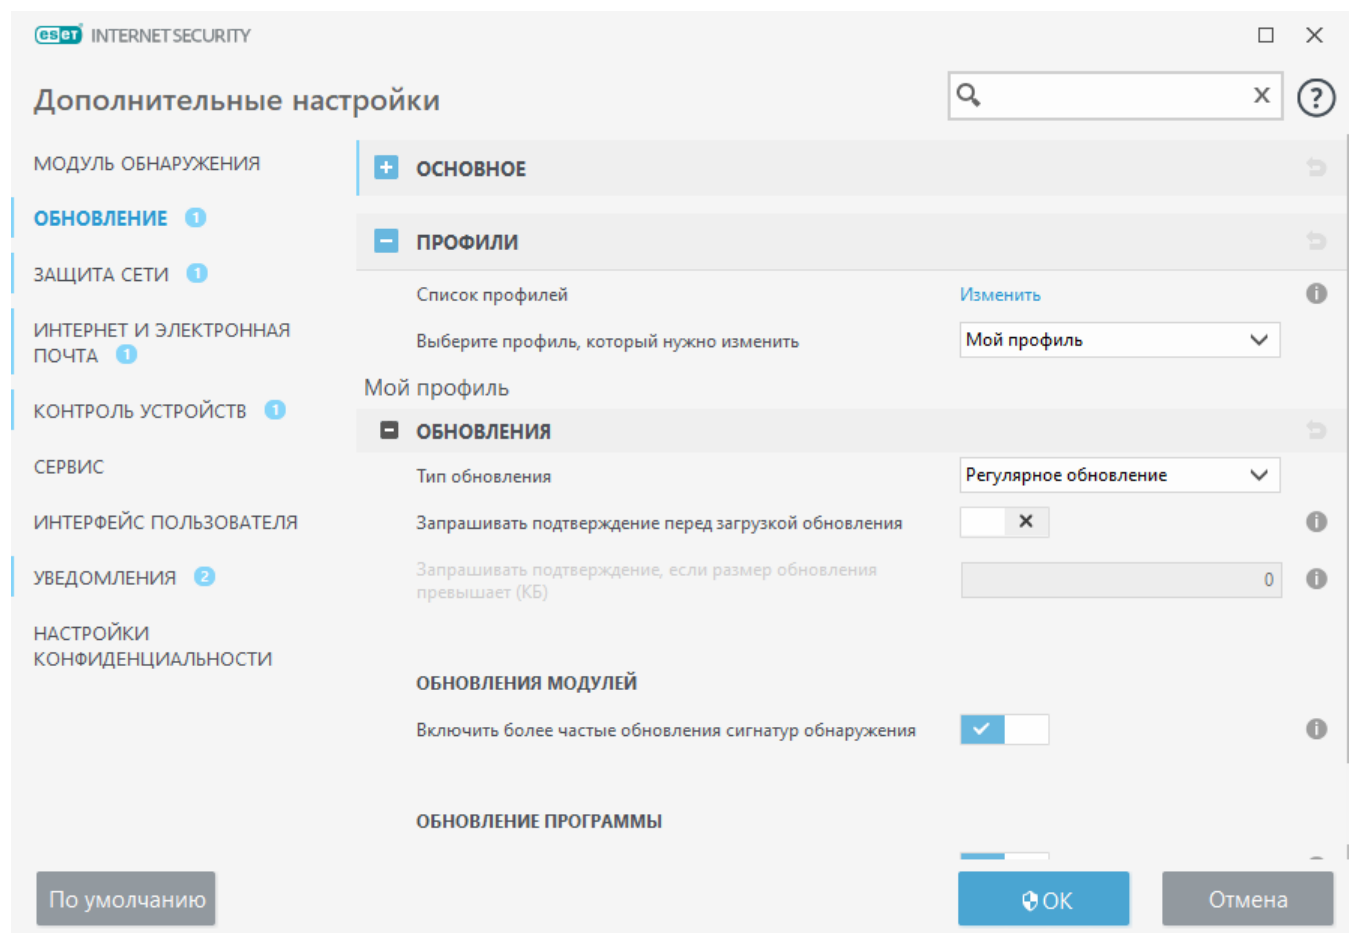 eset INTERNET SECURITY
Дополнительные настройки
МОДУЛЬ ОБНАРУЖЕНИЯ
ОБНОВЛЕНИЕ 1
ЗАЩИТА СЕТИ 1
ИНТЕРНЕТ И ЭЛЕКТРОННАЯ
ПОЧТА 1
КОНТРОЛЬ УСТРОЙСТВ 1
СЕРВИС
ИНТЕРФЕЙС ПОЛЬЗОВАТЕЛЯ
УВЕДОМЛЕНИЯ 2
НАСТРОЙКИ
КОНФИДЕНЦИАЛЬНОСТИ
ОСНОВНОЕ
ПРОФИЛИ
Список профилей Изменить
Выберите профиль, который нужно изменить Мой профиль
Мой профиль
ОБНОВЛЕНИЯ
Тип обновления Регулярное обновление
Запрашивать подтверждение перед загрузкой обновления
Запрашивать подтверждение, если размер обновления
превышает (КБ) 0
ОБНОВЛЕНИЯ МОДУЛЕЙ
Включить более частые обновления сигнатур обнаружения
ОБНОВЛЕНИЕ ПРОГРАММЫ
По умолчанию OK Отмена